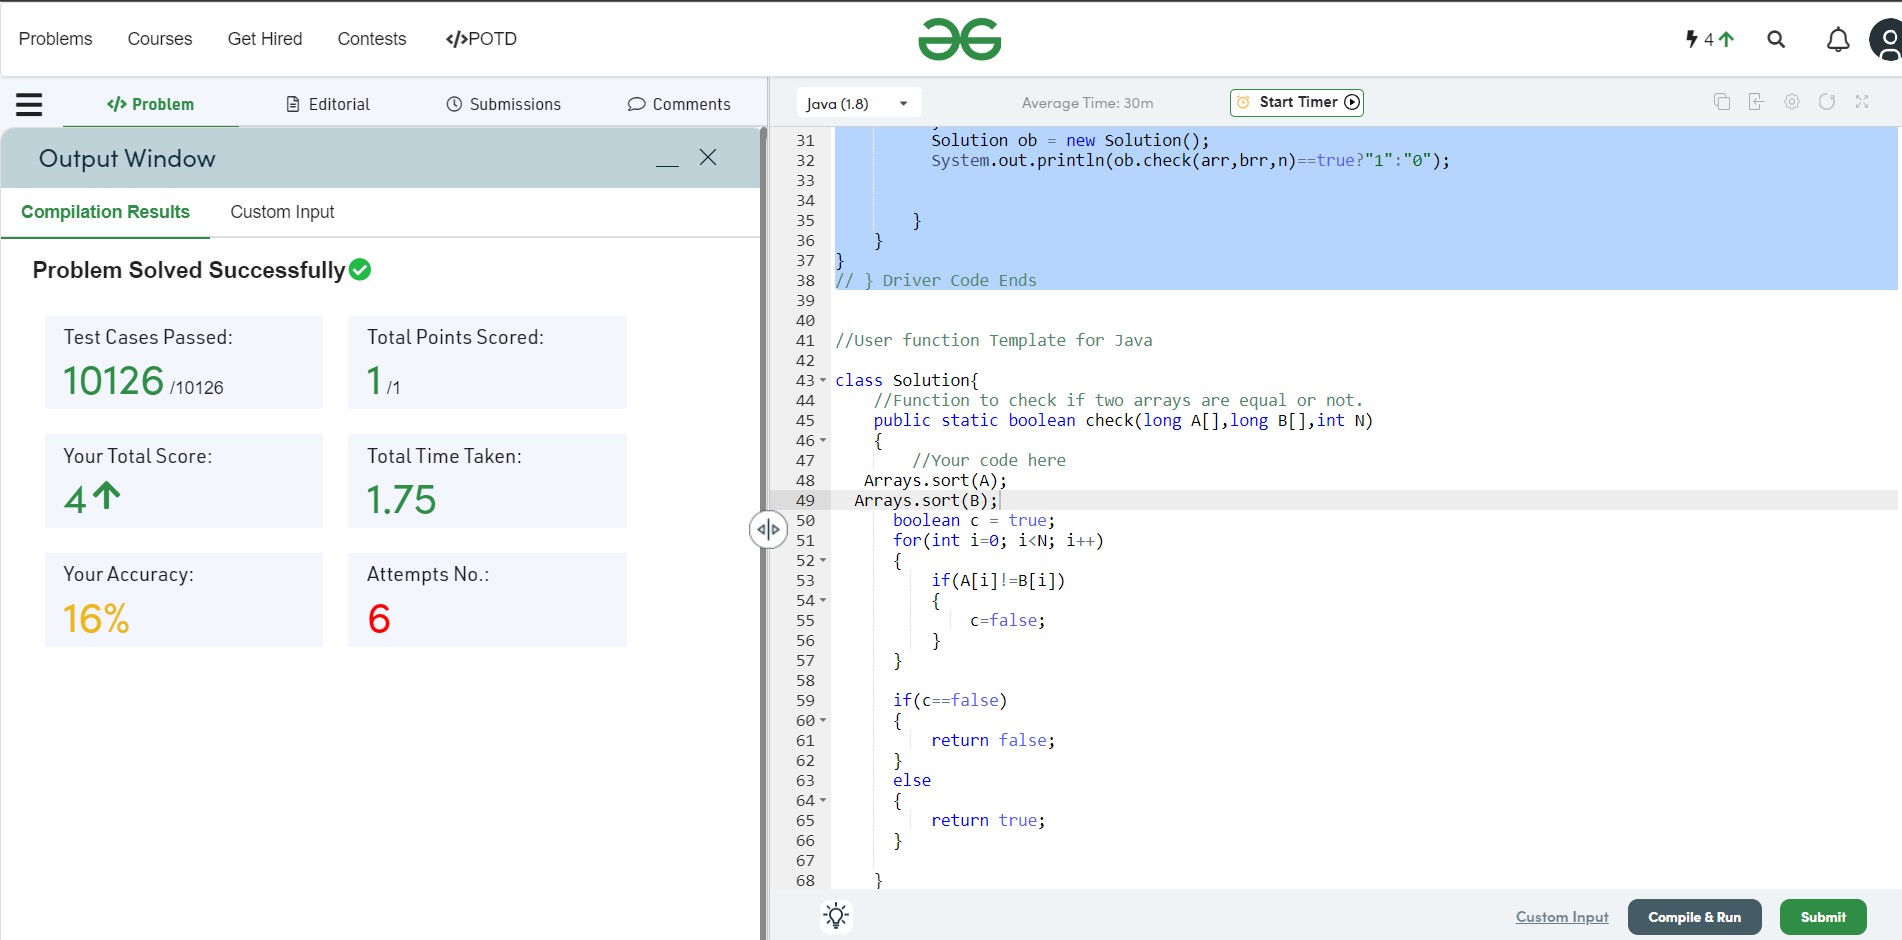 Problems Courses Get Hired Contests </>POTD
4
</> Problem Editorial Submissions Comments
Output Window
Compilation Results Custom Input
Problem Solved Successfully
Test Cases Passed:
10126 /10126
Total Points Scored:
1 /1
Your Total Score:
4
Total Time Taken:
1.75
Your Accuracy:
16%
Attempts No.:
6
Java (1.8) Average Time: 30m Start Timer
31 Solution ob = new Solution();
32 System.out.println(ob.check(arr,brr,n)==true?"1":"0");
33
34
35 }
36 }
37 }
38 // } Driver Code Ends
39
40
41 //User function Template for Java
42
43 class Solution{
44 //Function to check if two arrays are equal or not.
45 public static boolean check(long A[],long B[],int N)
46 {
47 //Your code here
48 Arrays.sort(A);
49 Arrays.sort(B);
50 boolean c = true;
51 for(int i=0; i<N; i++)
52 {
53 if(A[i]!=B[i])
54 {
55 c=false;
56 }
57 }
58
59 if(c==false)
60 {
61 return false;
62 }
63 else
64 {
65 return true;
66 }
67
68 }
Custom Input Compile & Run Submit